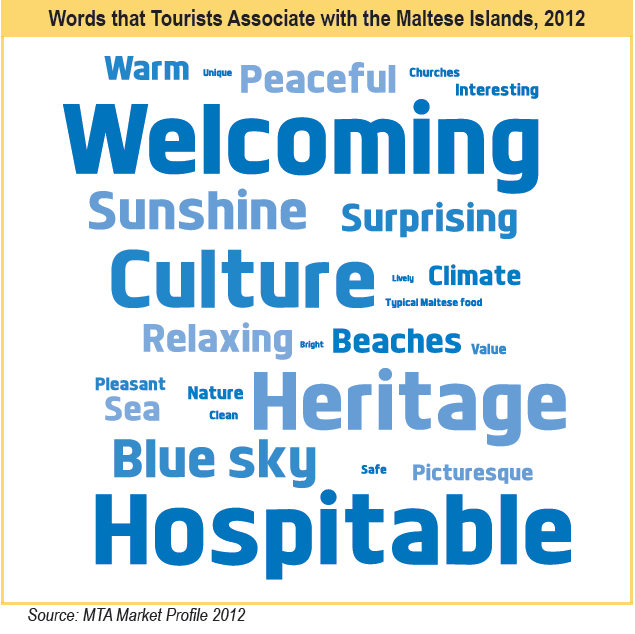 Words that Tourists Associate with the Maltese Islands, 2012
Warm Unique Peaceful Churches
Interesting
Welcoming
Sunshine Surprising
Culture Lively Climate
Typical Maltese food
Relaxing Bright Beaches Value
Pleasant Nature Heritage
Sea Clean
Blue sky Safe Picturesque
Hospitable
Source: MTA Market Profile 2012